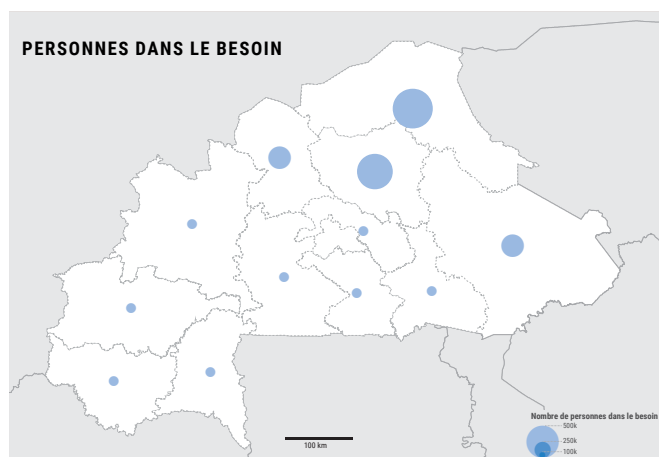 PERSONNES DANS LE BESOIN
100 km
Nombre de personnes dans le besoin
500k
250k
100k